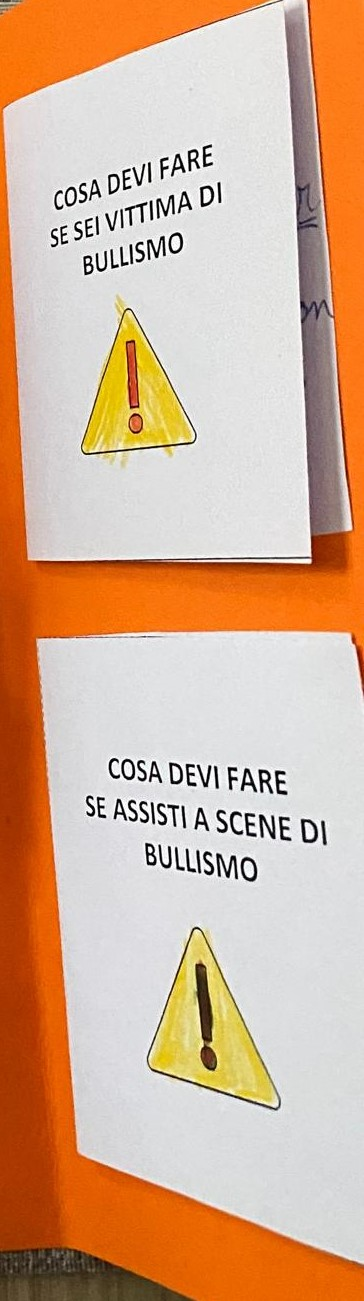 COSA DEVI FARE
SE SEI VITTIMA DI
BULLISMO
COSA DEVI FARE
SE ASSISTI A SCENE DI
BULLISMO